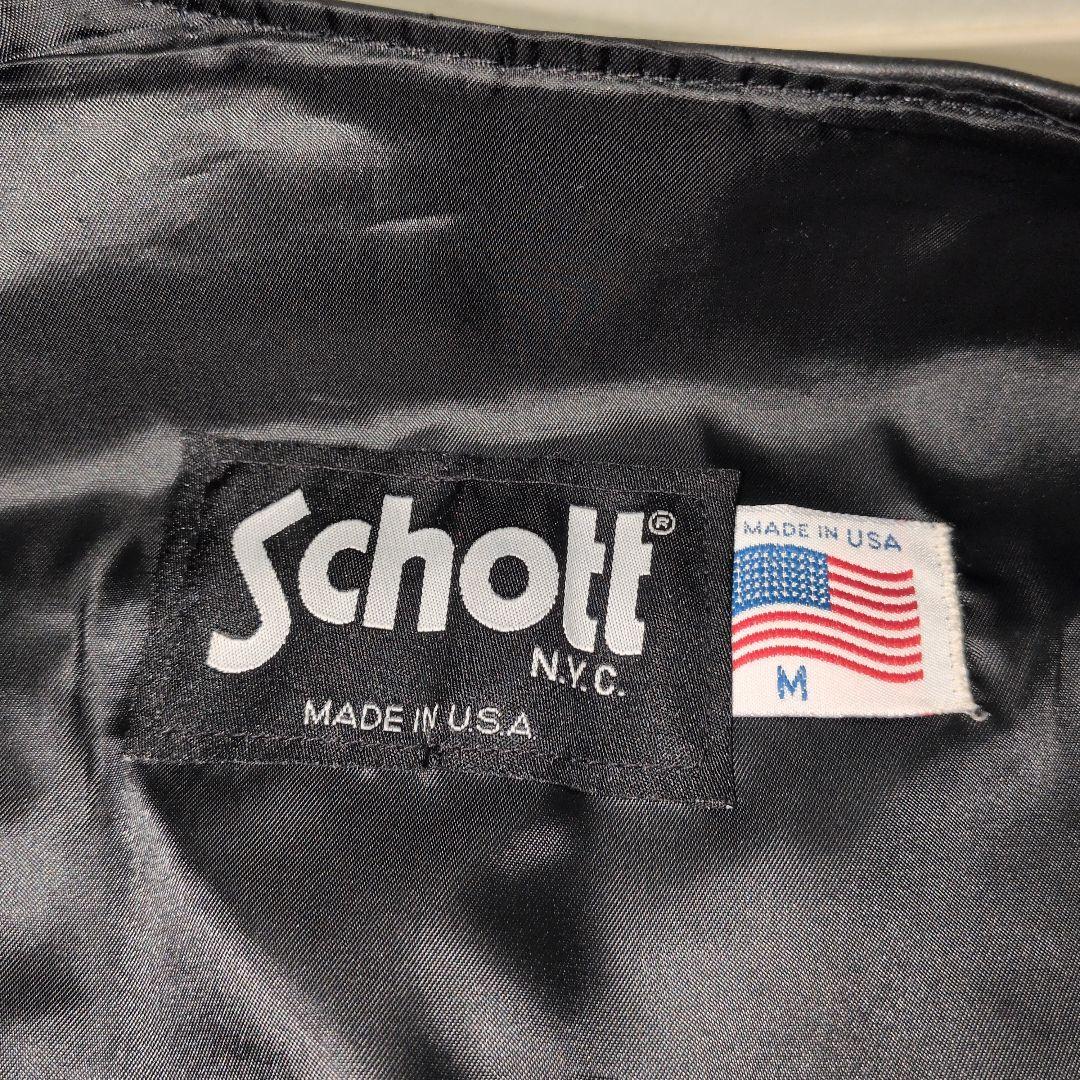 Schott®
N.Y.C.
MADE IN U.S.A
MADE IN USA
M